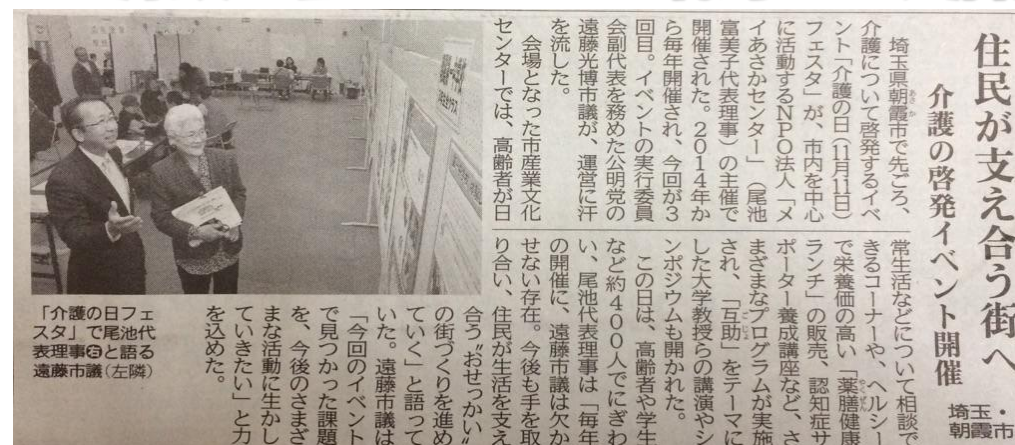 住民が支え合う街へ
介護の啓発イベント開催
埼玉・
朝霞市
埼玉県朝霞市で先ごろ、
介護について啓発するイベ
ント「介護の日(11月11日)
フェスタ」が、市内を中心
に活動するNPO法人「メ
イあさかセンター」(尾池
富美子代表理事)の主催で
開催された。2014年か
ら毎年開催され、今回が3
回目。イベントの実行委員
会副代表を務めた公明党の
遠藤光博市議が、運営に汗
を流した。
会場となった市産業文化
センターでは、高齢者が日
常生活などについて相談で
きるコーナーや、ヘルシー
で栄養価の高い「薬膳健康
ランチ」の販売、認知症サ
ポーター養成講座など、さ
まざまなプログラムが実施
され、「互助」をテーマに
した大学教授らの講演やシ
ンポジウムも開かれた。
この日は、高齢者や学生
など約400人でにぎわ
い、尾池代表理事は「毎年
の開催に、遠藤市議は欠か
せない存在。今後も手を取
り合い、住民が生活を支え
合う“おせっかい”
の街づくりを進め
ていく」と語って
いた。遠藤市議は
「今回のイベント
で見つかった課題
を、今後のさまざ
まな活動に生かし
ていきたい」と力
を込めた。
「介護の日フェ
スタ」で尾池代
表理事㊨と語る
遠藤市議(左隣)